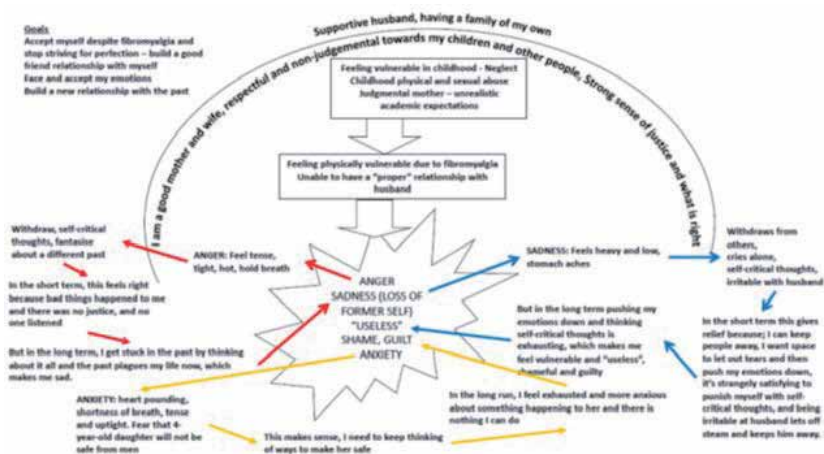 Goals
Accept myself despite fibromyalgia and
stop striving for perfection – build a good
friend relationship with myself
Face and accept my emotions
Build a new relationship with the past
Supportive husband, having a family of my own
I am a good mother and wife, respectful and non-judgemental towards my children and other people, Strong sense of justice and what is right
Feeling vulnerable in childhood - Neglect
Childhood physical and sexual abuse
Judgmental mother – unrealistic
academic expectations
Feeling physically vulnerable due to fibromyalgia
Unable to have a "proper" relationship with
husband
ANGER
SADNESS (LOSS OF
FORMER SELF)
"USELESS"
SHAME, GUILT
ANXIETY
ANGER: Feel tense,
tight, hot, hold breath
Withdraw, self-critical
thoughts, fantasise
about a different past
In the short term, this feels right
because bad things happened to me
and there was no justice, and no
one listened
But in the long term, I get stuck in the past by thinking
about it all and the past plagues my life now, which
makes me sad.
SADNESS: Feels heavy and low,
stomach aches
Withdraws from
others,
cries alone,
self-critical thoughts,
irritable with husband
In the short term this gives
relief because; I can keep
people away, I want space
to let out tears and then
push my emotions down,
it's strangely satisfying to
punish myself with self-
critical thoughts, and being
irritable at husband lets off
steam and keeps him away.
But in the long term pushing my
emotions down and thinking
self-critical thoughts is
exhausting, which makes me
feel vulnerable and "useless",
shameful and guilty
ANXIETY: heart pounding,
shortness of breath, tense
and uptight. Fear that 4-
year-old daughter will not be
safe from men
This makes sense, I need to keep thinking
of ways to make her safe
In the long run, I feel exhausted and more anxious
about something happening to her and there is
nothing I can do